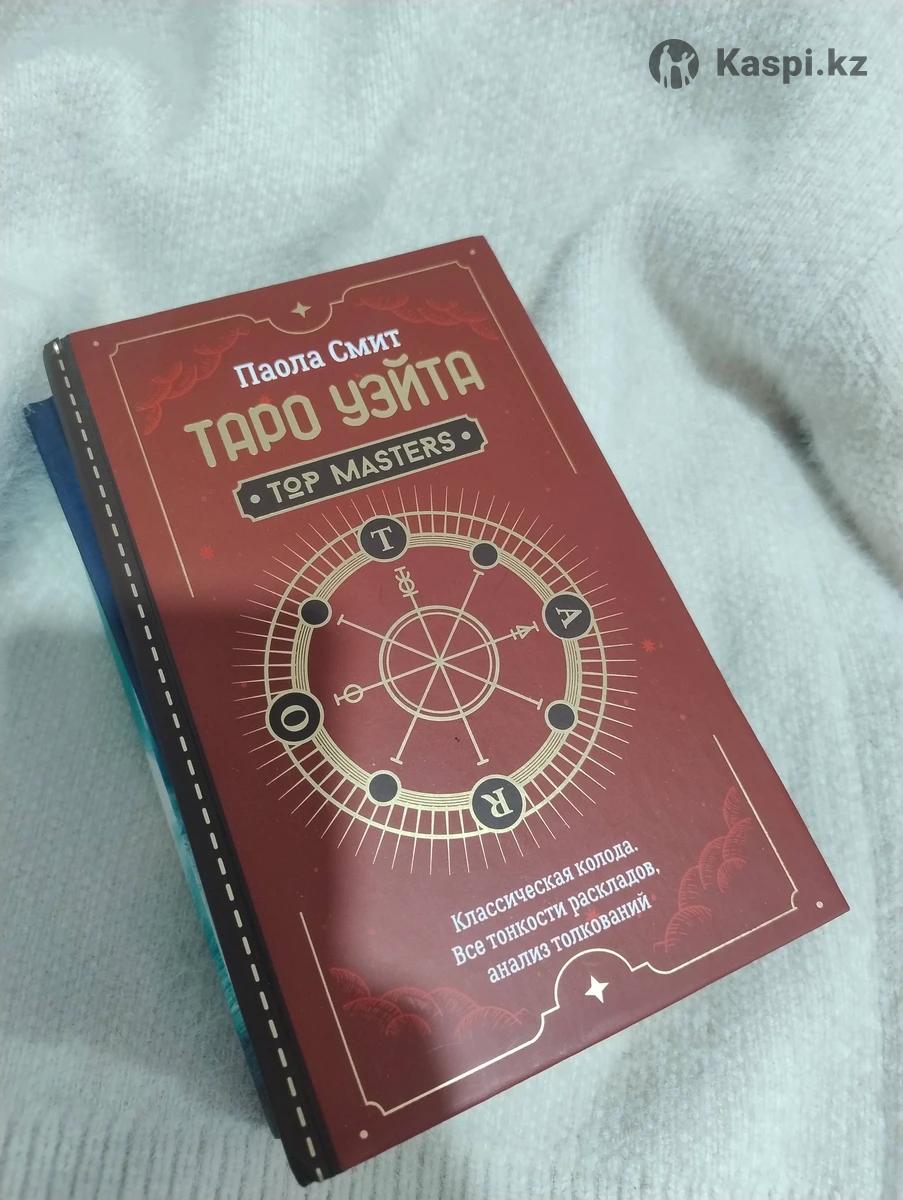 Kaspi.kz
Паола Смит
ТАРО УЭЙТА
TOP MASTERS
T
A
R
O
Классическая колода.
Все тонкости раскладов,
анализ толкований